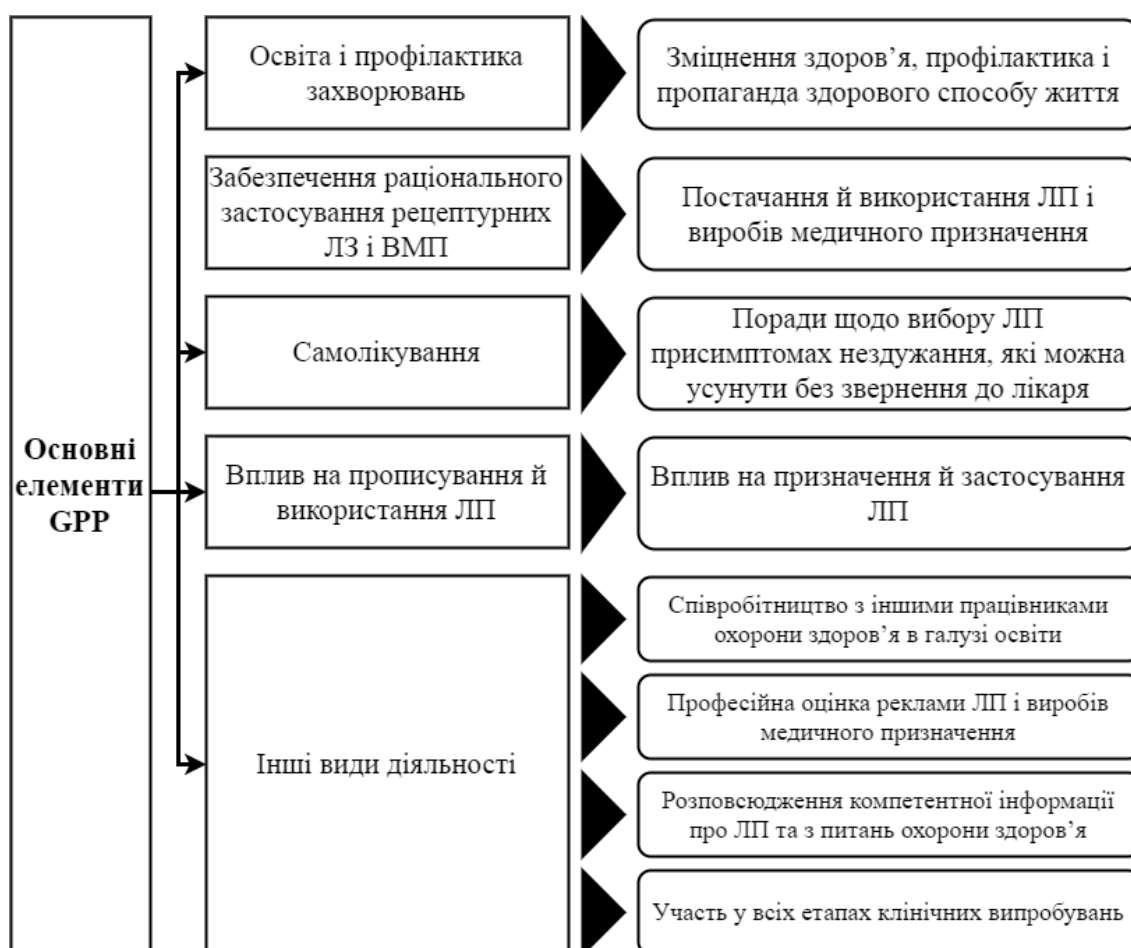 Основні
елементи
GPP
Освіта і профілактика
захворювань
Зміцнення здоров’я, профілактика і
пропаганда здорового способу життя
Забезпечення раціонального
застосування рецептурних
ЛЗ і ВМП
Постачання й використання ЛП і
виробів медичного призначення
Самолікування
Поради щодо вибору ЛП
присимптомах нездужання, які можна
усунути без звернення до лікаря
Вплив на прописування й
використання ЛП
Вплив на призначення й застосування
ЛП
Інші види діяльності
Співробітництво з іншими працівниками
охорони здоров’я в галузі освіти
Професійна оцінка реклами ЛП і виробів
медичного призначення
Розповсюдження компетентної інформації
про ЛП та з питань охорони здоров’я
Участь у всіх етапах клінічних випробувань